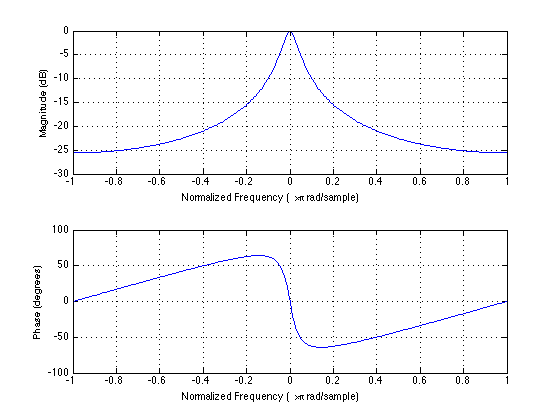 0
-5
-10
-15
-20
-25
-30
Magnitude (dB)
-1 -0.8 -0.6 -0.4 -0.2 0 0.2 0.4 0.6 0.8 1
Normalized Frequency ( ×π rad/sample)
100
50
0
-50
-100
Phase (degrees)
-1 -0.8 -0.6 -0.4 -0.2 0 0.2 0.4 0.6 0.8 1
Normalized Frequency ( ×π rad/sample)